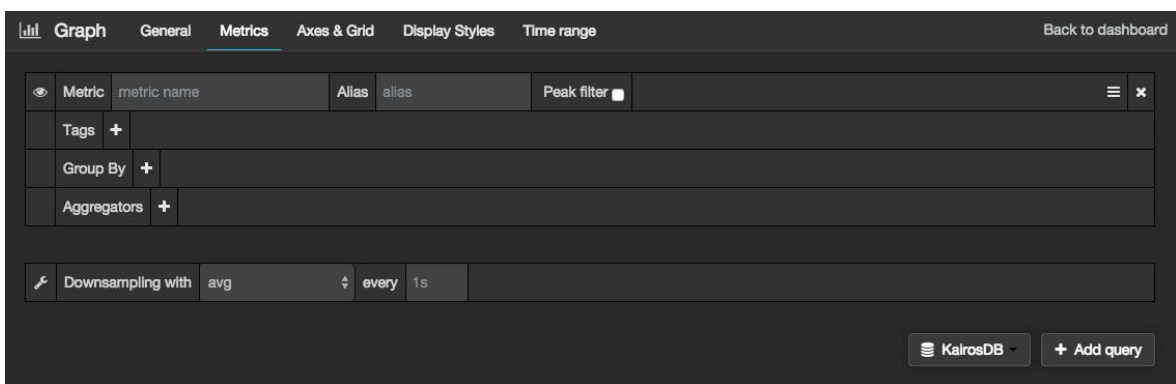 Graph General Metrics Axes & Grid Display Styles Time range Back to dashboard
Metric metric name Alias alias Peak filter
Tags +
Group By +
Aggregators +
Downsampling with avg every 1s
KairosDB + Add query